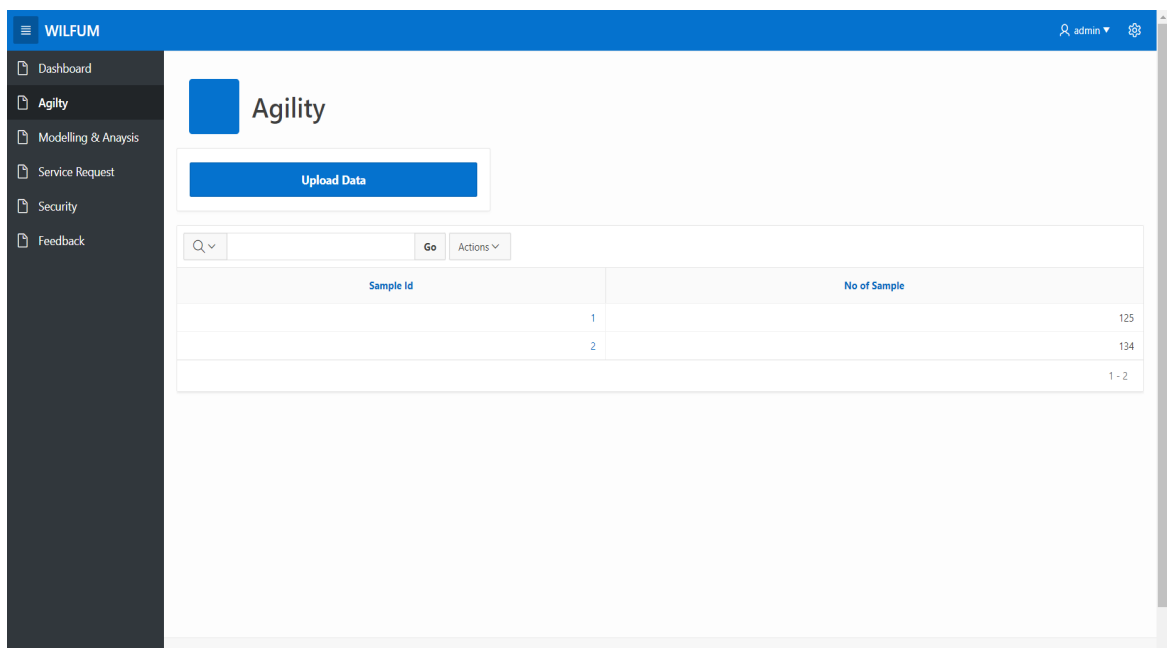 WILFUM
admin
Dashboard
Agilty
Modelling & Anaysis
Service Request
Security
Feedback
Agility
Upload Data
Go Actions
Sample Id No of Sample
1 125
2 134
1 - 2